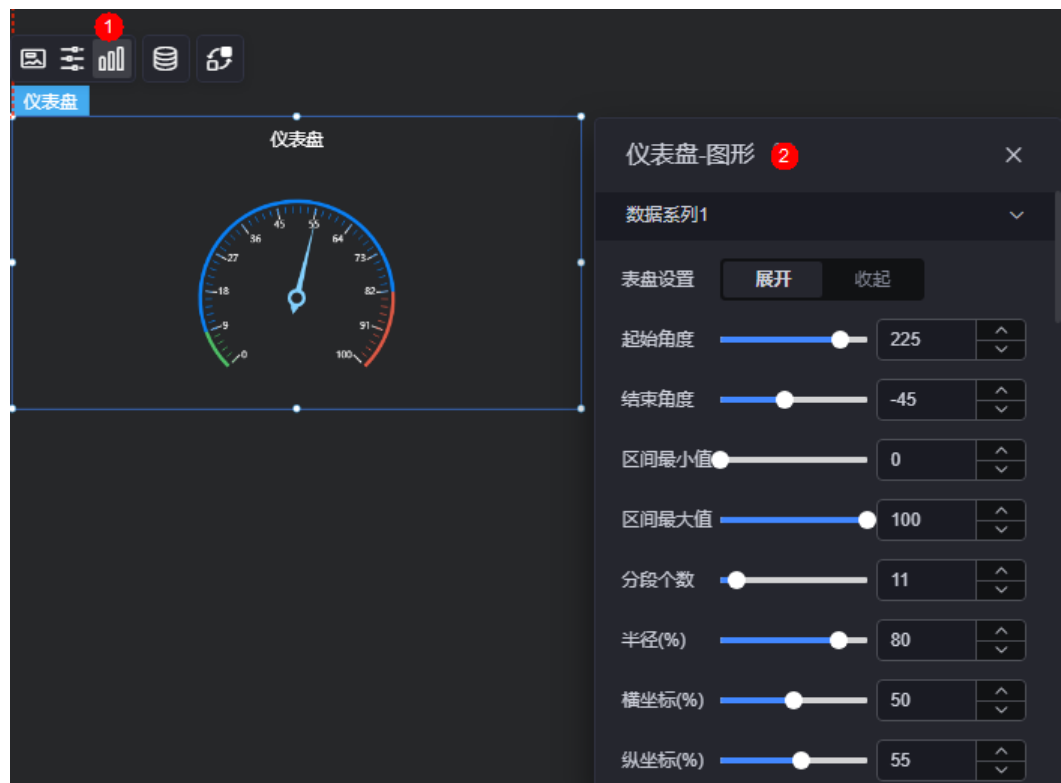 1
仪表盘
仪表盘
45
55
36
64
27
73
18
82
9
91
0
100
仪表盘-图形 2
数据系列1
表盘设置 展开 收起
起始角度 225
结束角度 -45
区间最小值 0
区间最大值 100
分段个数 11
半径(%) 80
横坐标(%) 50
纵坐标(%) 55